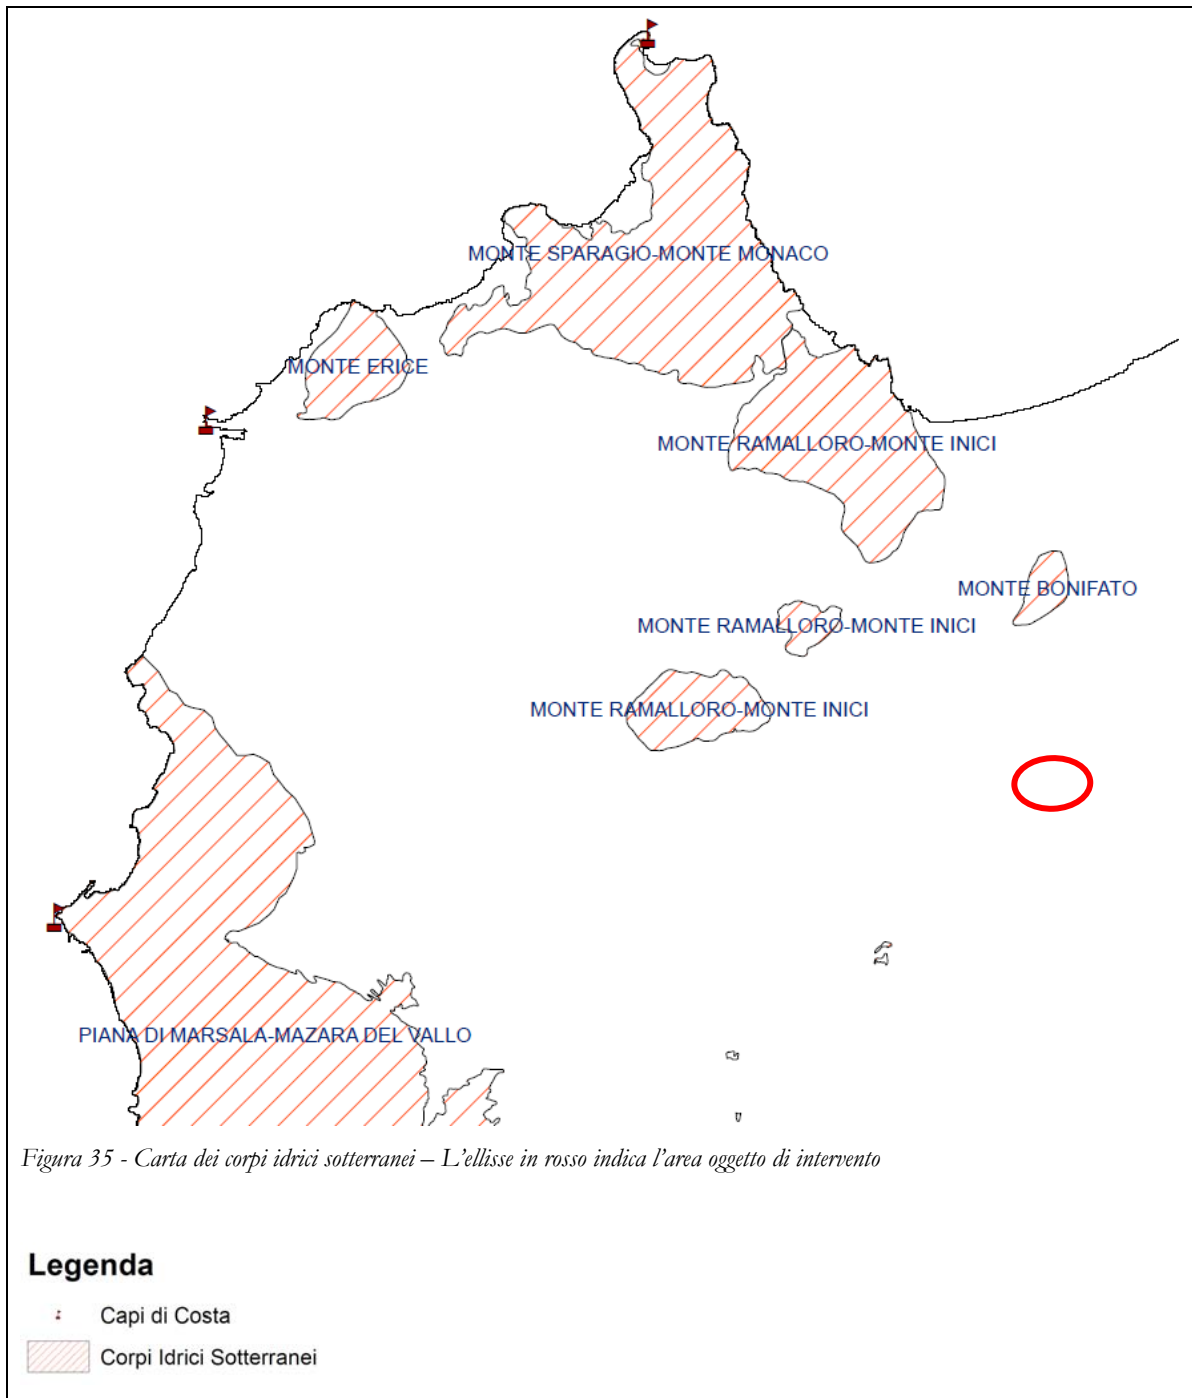 MONTE SPARAGIO-MONTE MONACO
MONTE ERICE
MONTE RAMALLORO-MONTE INICI
MONTE BONIFATO
MONTE RAMALLORO-MONTE INICI
MONTE RAMALLORO-MONTE INICI
PIANA DI MARSALA-MAZARA DEL VALLO
Figura 35 - Carta dei corpi idrici sotterranei – L'ellisse in rosso indica l'area oggetto di intervento
Legenda
Capi di Costa
Corpi Idrici Sotterranei